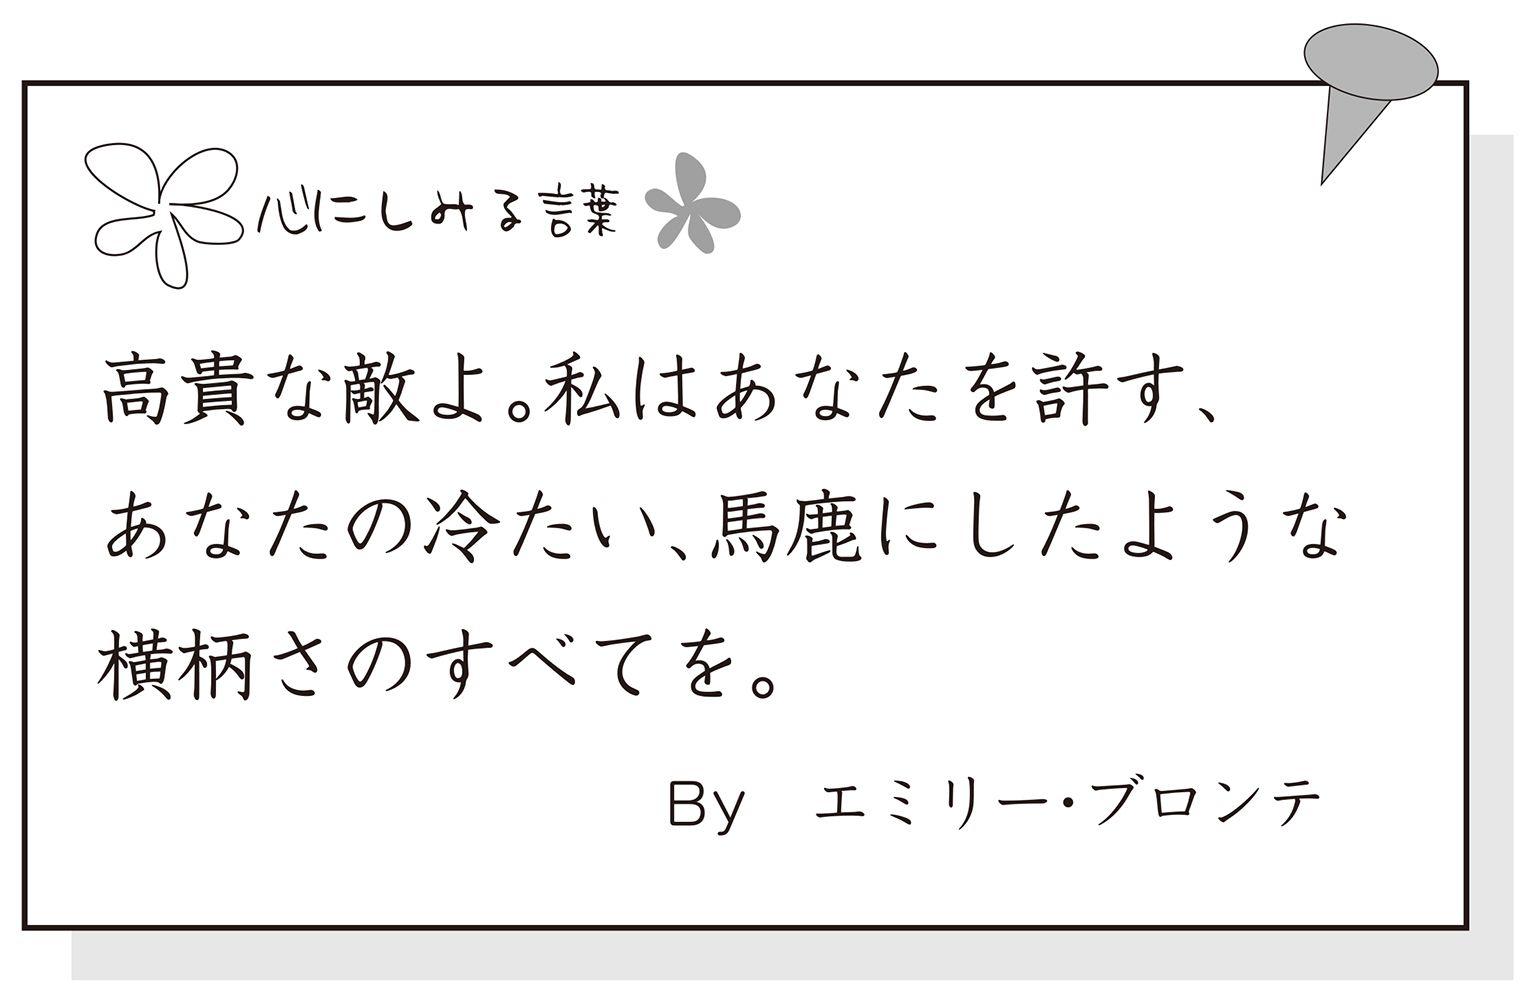 心にしみる言葉
高貴な敵よ。私はあなたを許す、
あなたの冷たい、馬鹿にしたような
横柄さのすべてを。
By　エミリー・ブロンテ